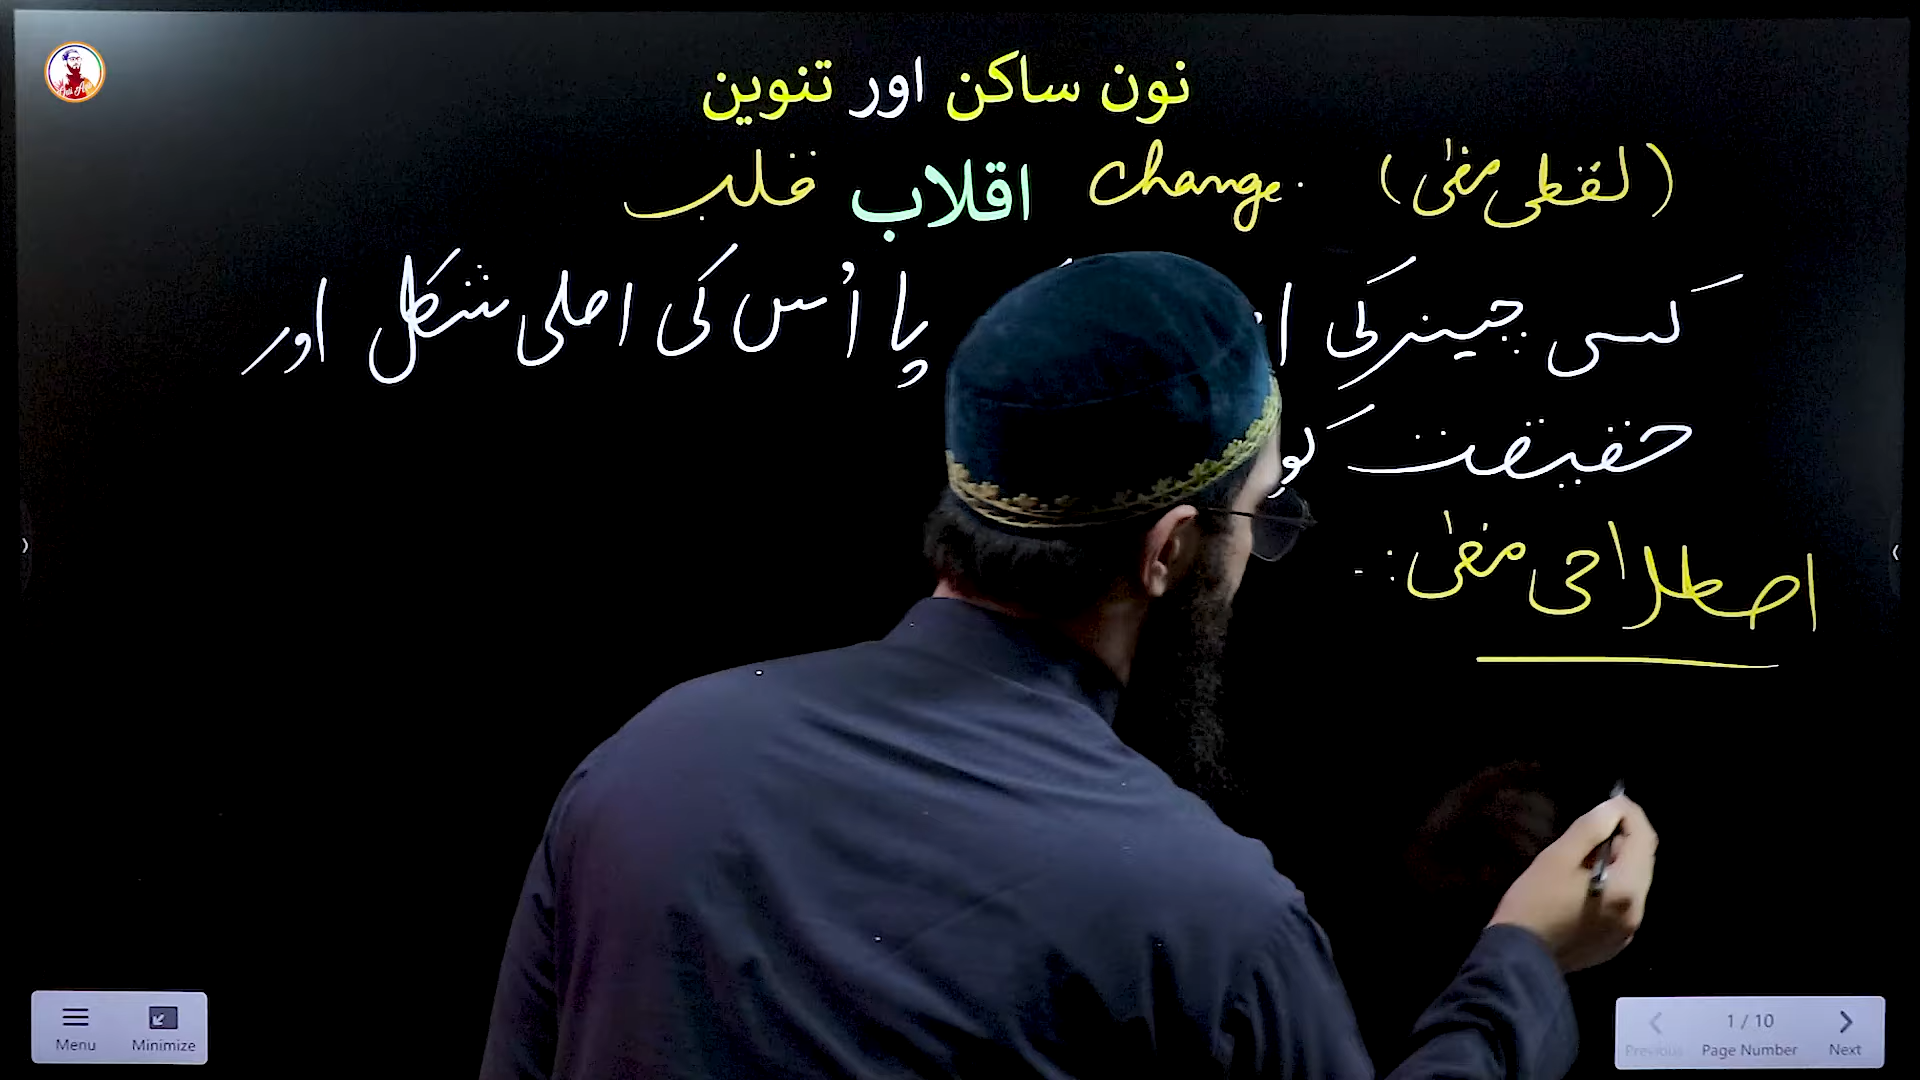 نون ساکن اور تنوین
(لفظی معنیٰ) change اقلاب قلب
کسی چیز کی یا اُس کی اصلی شکل اور
حقیقت کو
اصطلاحی معنیٰ :-
Menu Minimize
1 / 10
Previous Page Number Next